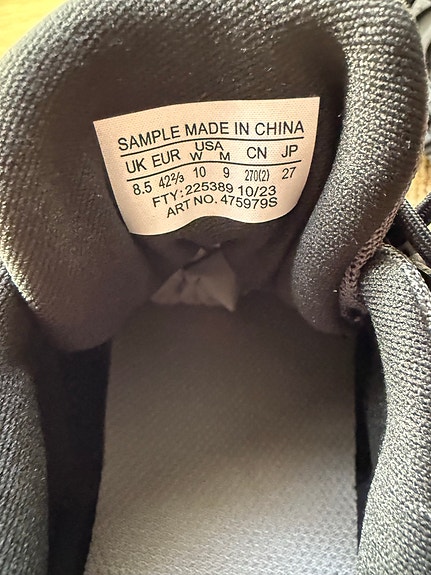 SAMPLE MADE IN CHINA
UK EUR USA W M CN JP
8.5 42⅔ 10 9 270(2) 27
FTY: 225389 10/23
ART NO. 475979S